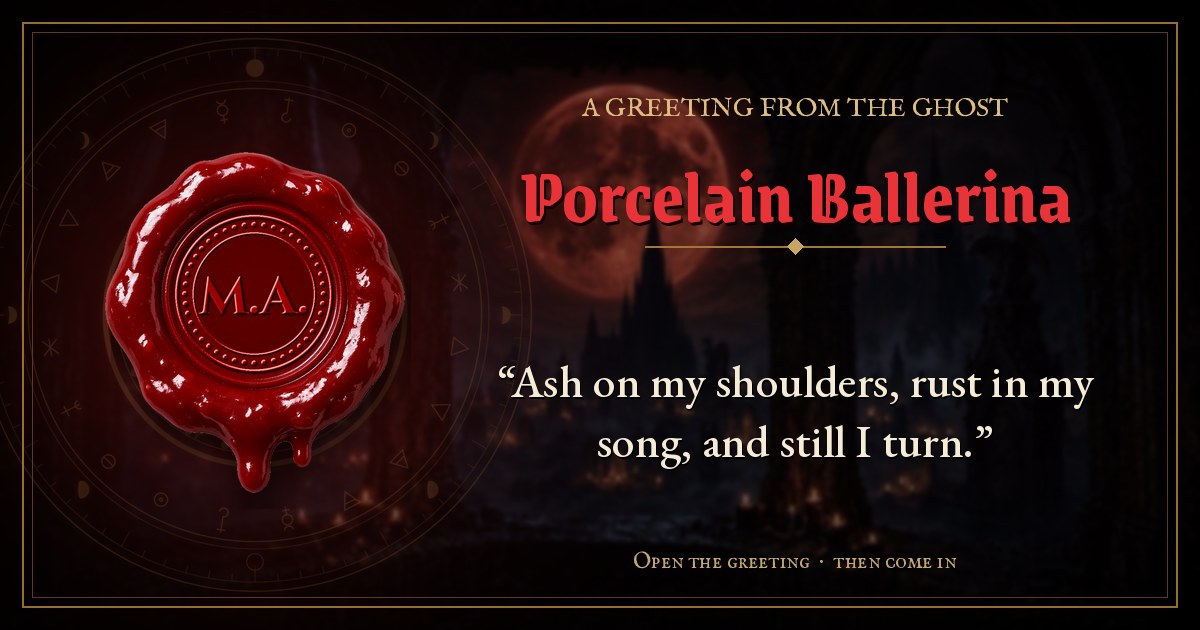 M.A.
A GREETING FROM THE GHOST
Porcelain Ballerina
“Ash on my shoulders, rust in my
song, and still I turn.”
Open the greeting · then come in